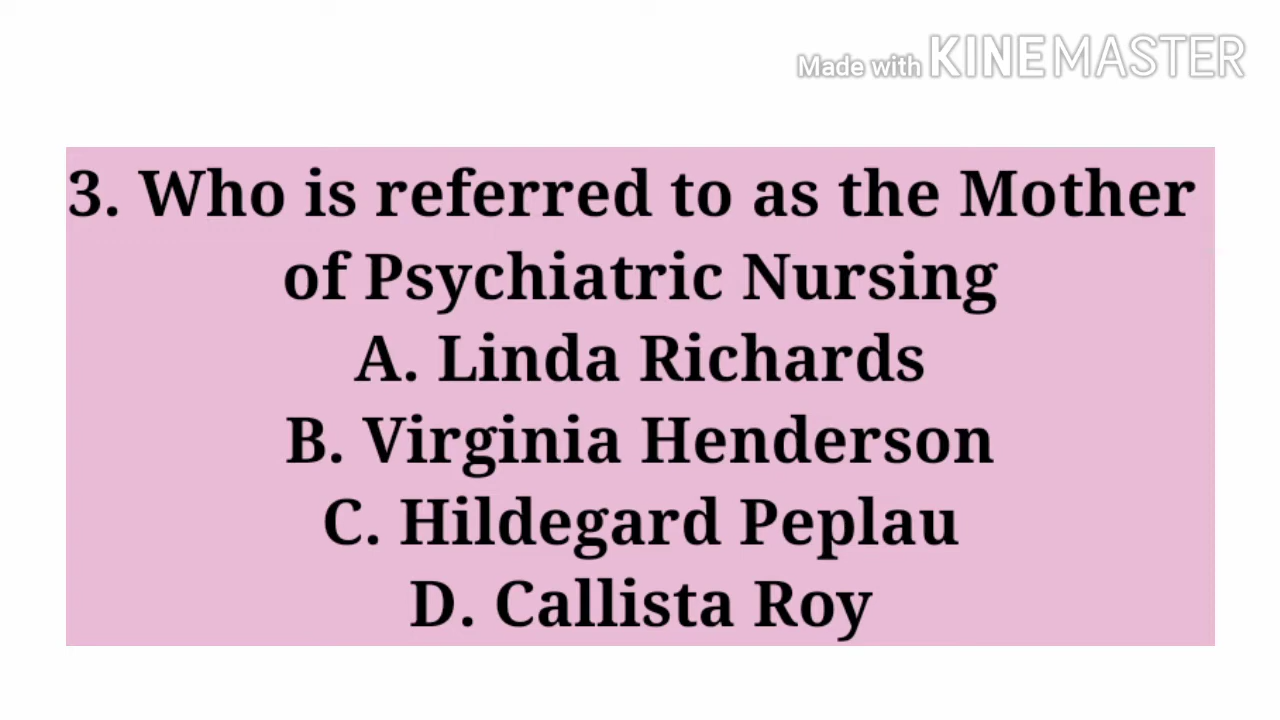 Made with KINEMASTER
3. Who is referred to as the Mother
of Psychiatric Nursing
A. Linda Richards
B. Virginia Henderson
C. Hildegard Peplau
D. Callista Roy